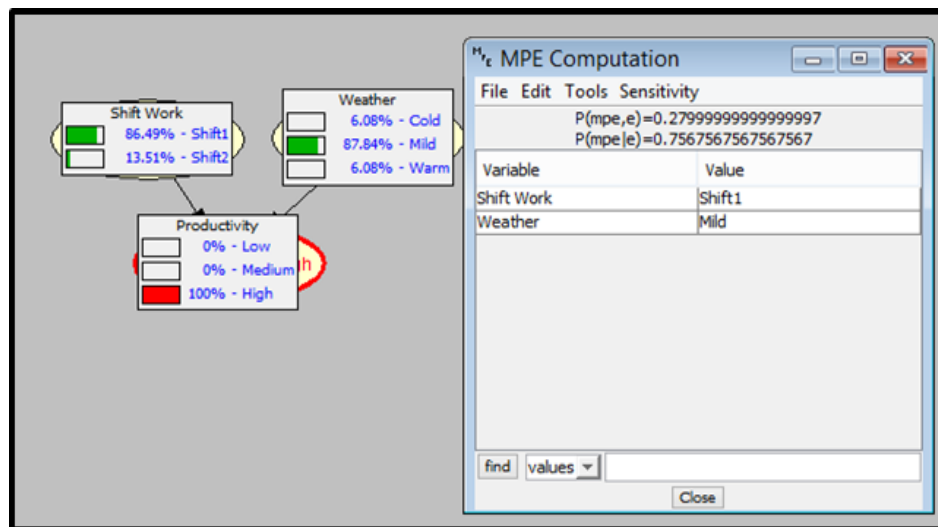 Shift Work
86.49% - Shift1
13.51% - Shift2
Weather
6.08% - Cold
87.84% - Mild
6.08% - Warm
Productivity
0% - Low
0% - Medium
100% - High
MPE Computation
File Edit Tools Sensitivity
P(mpe,e)=0.27999999999999997
P(mpe|e)=0.7567567567567567
Variable Value
Shift Work Shift1
Weather Mild
find values
Close